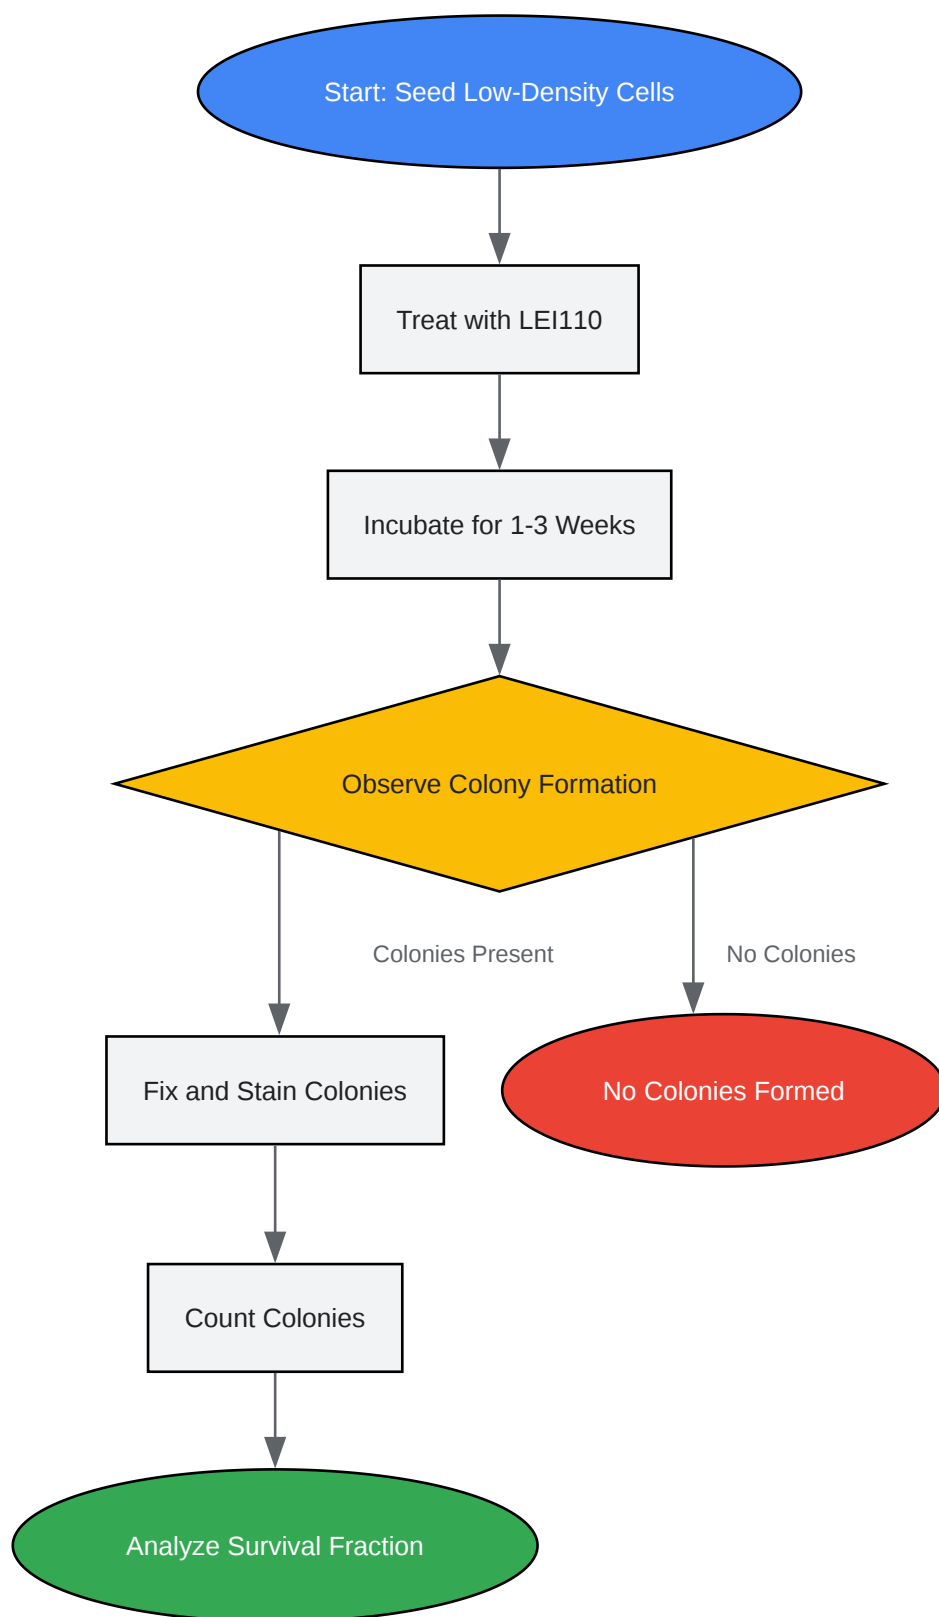 Start: Seed Low-Density Cells
Treat with LEI110
Incubate for 1-3 Weeks
Observe Colony Formation
Colonies Present
No Colonies
Fix and Stain Colonies
No Colonies Formed
Count Colonies
Analyze Survival Fraction